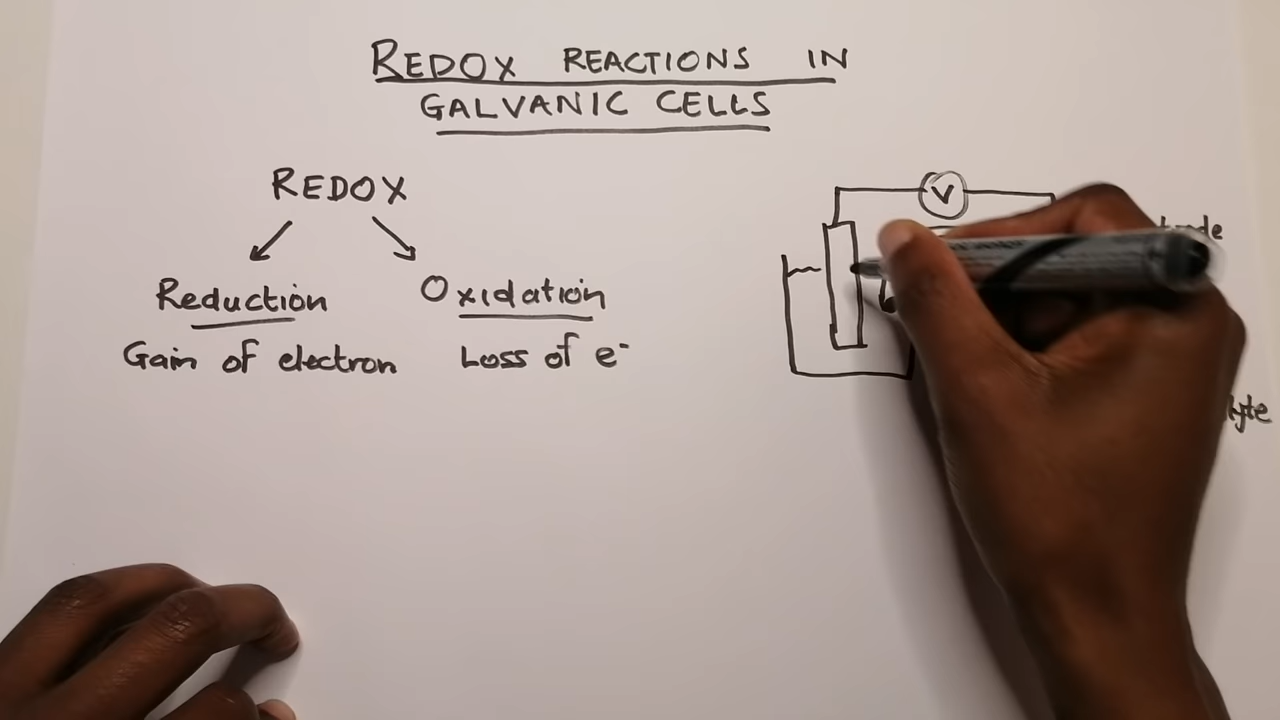 REDOX REACTIONS IN
GALVANIC CELLS
REDOX
Reduction
Oxidation
Gain of electron
Loss of e⁻
V